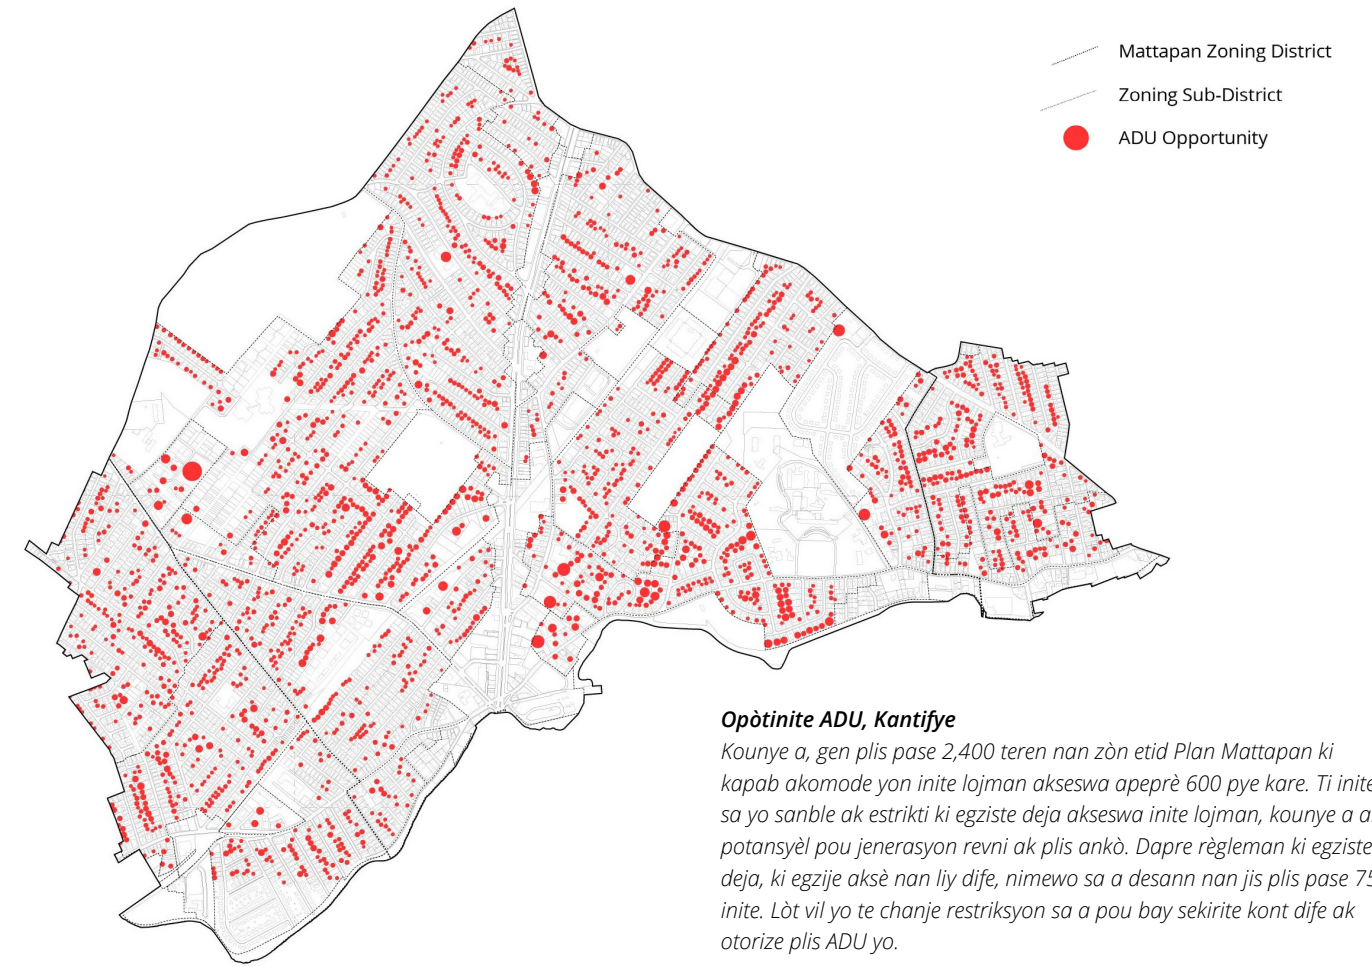 Mattapan Zoning District
Zoning Sub-District
ADU Opportunity
Opòtinite ADU, Kantifye
Kounye a, gen plis pase 2,400 teren nan zòn etid Plan Mattapan ki
kapab akomode yon inite lojman akseswa apeprè 600 pye kare. Ti inite
sa yo sanble ak estrikti ki egziste deja akseswa inite lojman, kounye a a
potansyèl pou jenerasyon revni ak plis ankò. Dapre règleman ki egziste
deja, ki egzije aksè nan liy dife, nimewo sa a desann nan jis plis pase 75
inite. Lòt vil yo te chanje restriksyon sa a pou bay sekirite kont dife ak
otorize plis ADU yo.